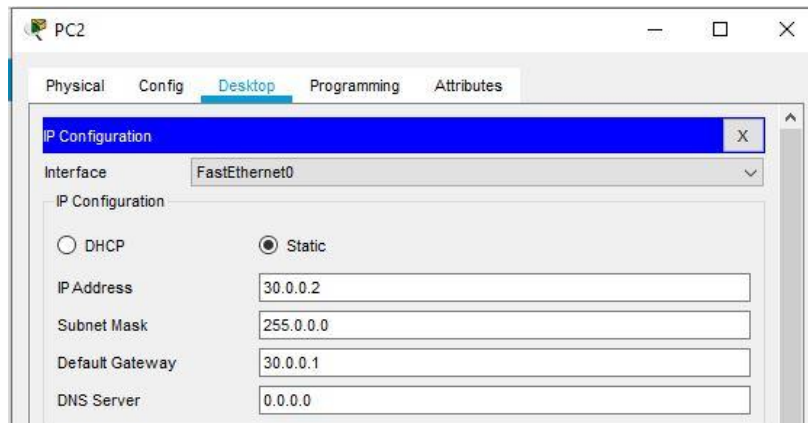 PC2
Physical Config Desktop Programming Attributes
IP Configuration X
Interface FastEthernet0
IP Configuration
DHCP Static
IP Address 30.0.0.2
Subnet Mask 255.0.0.0
Default Gateway 30.0.0.1
DNS Server 0.0.0.0